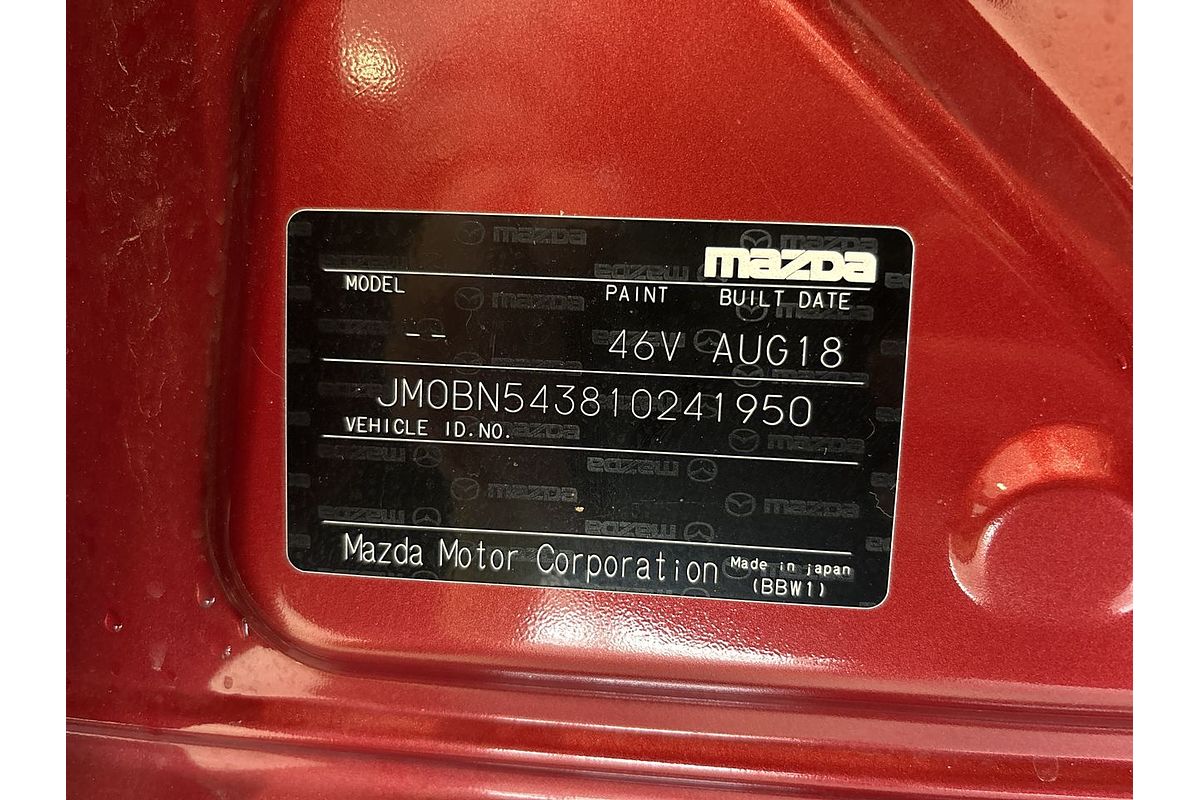 mazda
MODEL PAINT BUILT DATE
-- 46V AUG18
JM0BN543810241950
VEHICLE ID.NO.
Mazda Motor Corporation Made in japan
(BBW1)